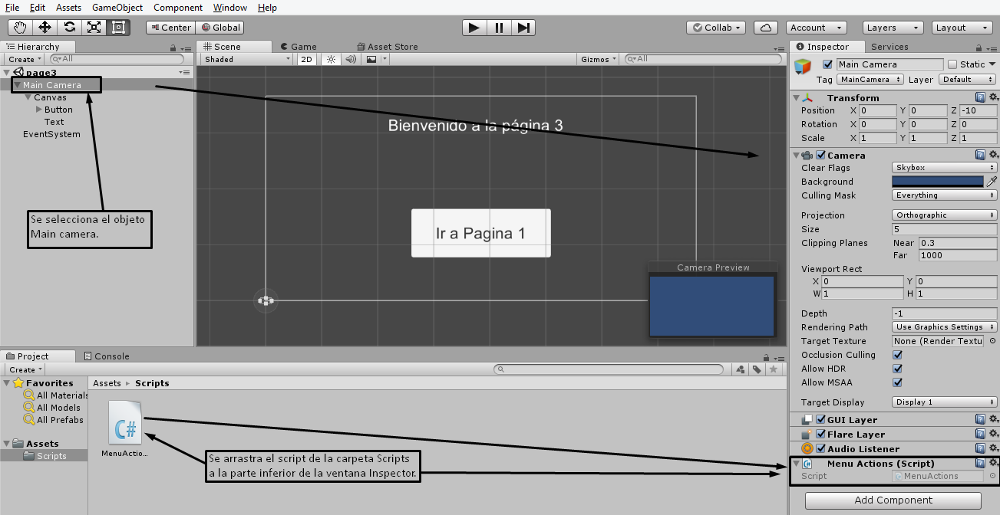 File Edit Assets GameObject Component Window Help
Center Global Collab Account Layers Layout
Hierarchy
Create All
page3
Main Camera
Canvas
Button
Text
EventSystem
Se selecciona el objeto
Main camera.
Scene Game Asset Store
Shaded 2D Gizmos All
Bienvenido a la página 3
Ir a Pagina 1
Camera Preview
Inspector Services
Main Camera Static
Tag MainCamera Layer Default
Transform
Position X 0 Y 0 Z -10
Rotation X 0 Y 0 Z 0
Scale X 1 Y 1 Z 1
Camera
Clear Flags Skybox
Background
Culling Mask Everything
Projection Orthographic
Size 5
Clipping Planes Near 0.3
Far 1000
Viewport Rect
X 0 Y 0
W 1 H 1
Depth -1
Rendering Path Use Graphics Settings
Target Texture None (Render Textu
Occlusion Culling
Allow HDR
Allow MSAA
Target Display Display 1
GUI Layer
Flare Layer
Audio Listener
Menu Actions (Script)
Script MenuActions
Add Component
Project Console
Create
Favorites
All Materials
All Models
All Prefabs
Assets
Scripts
Assets Scripts
C#
MenuActio...
Se arrastra el script de la carpeta Scripts
a la parte inferior de la ventana Inspector.